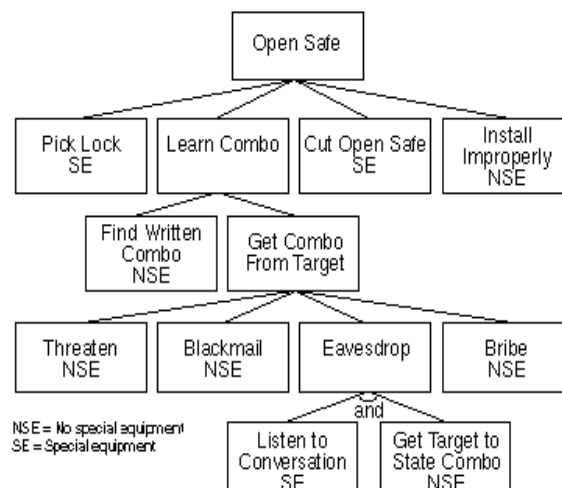 Open Safe
Pick Lock
SE
Learn Combo
Cut Open Safe
SE
Install
Improperly
NSE
Find Written
Combo
NSE
Get Combo
From Target
Threaten
NSE
Blackmail
NSE
Eavesdrop
Bribe
NSE
and
NSE = No special equipment
SE = Special equipment
Listen to
Conversation
SE
Get Target to
State Combo
NSE